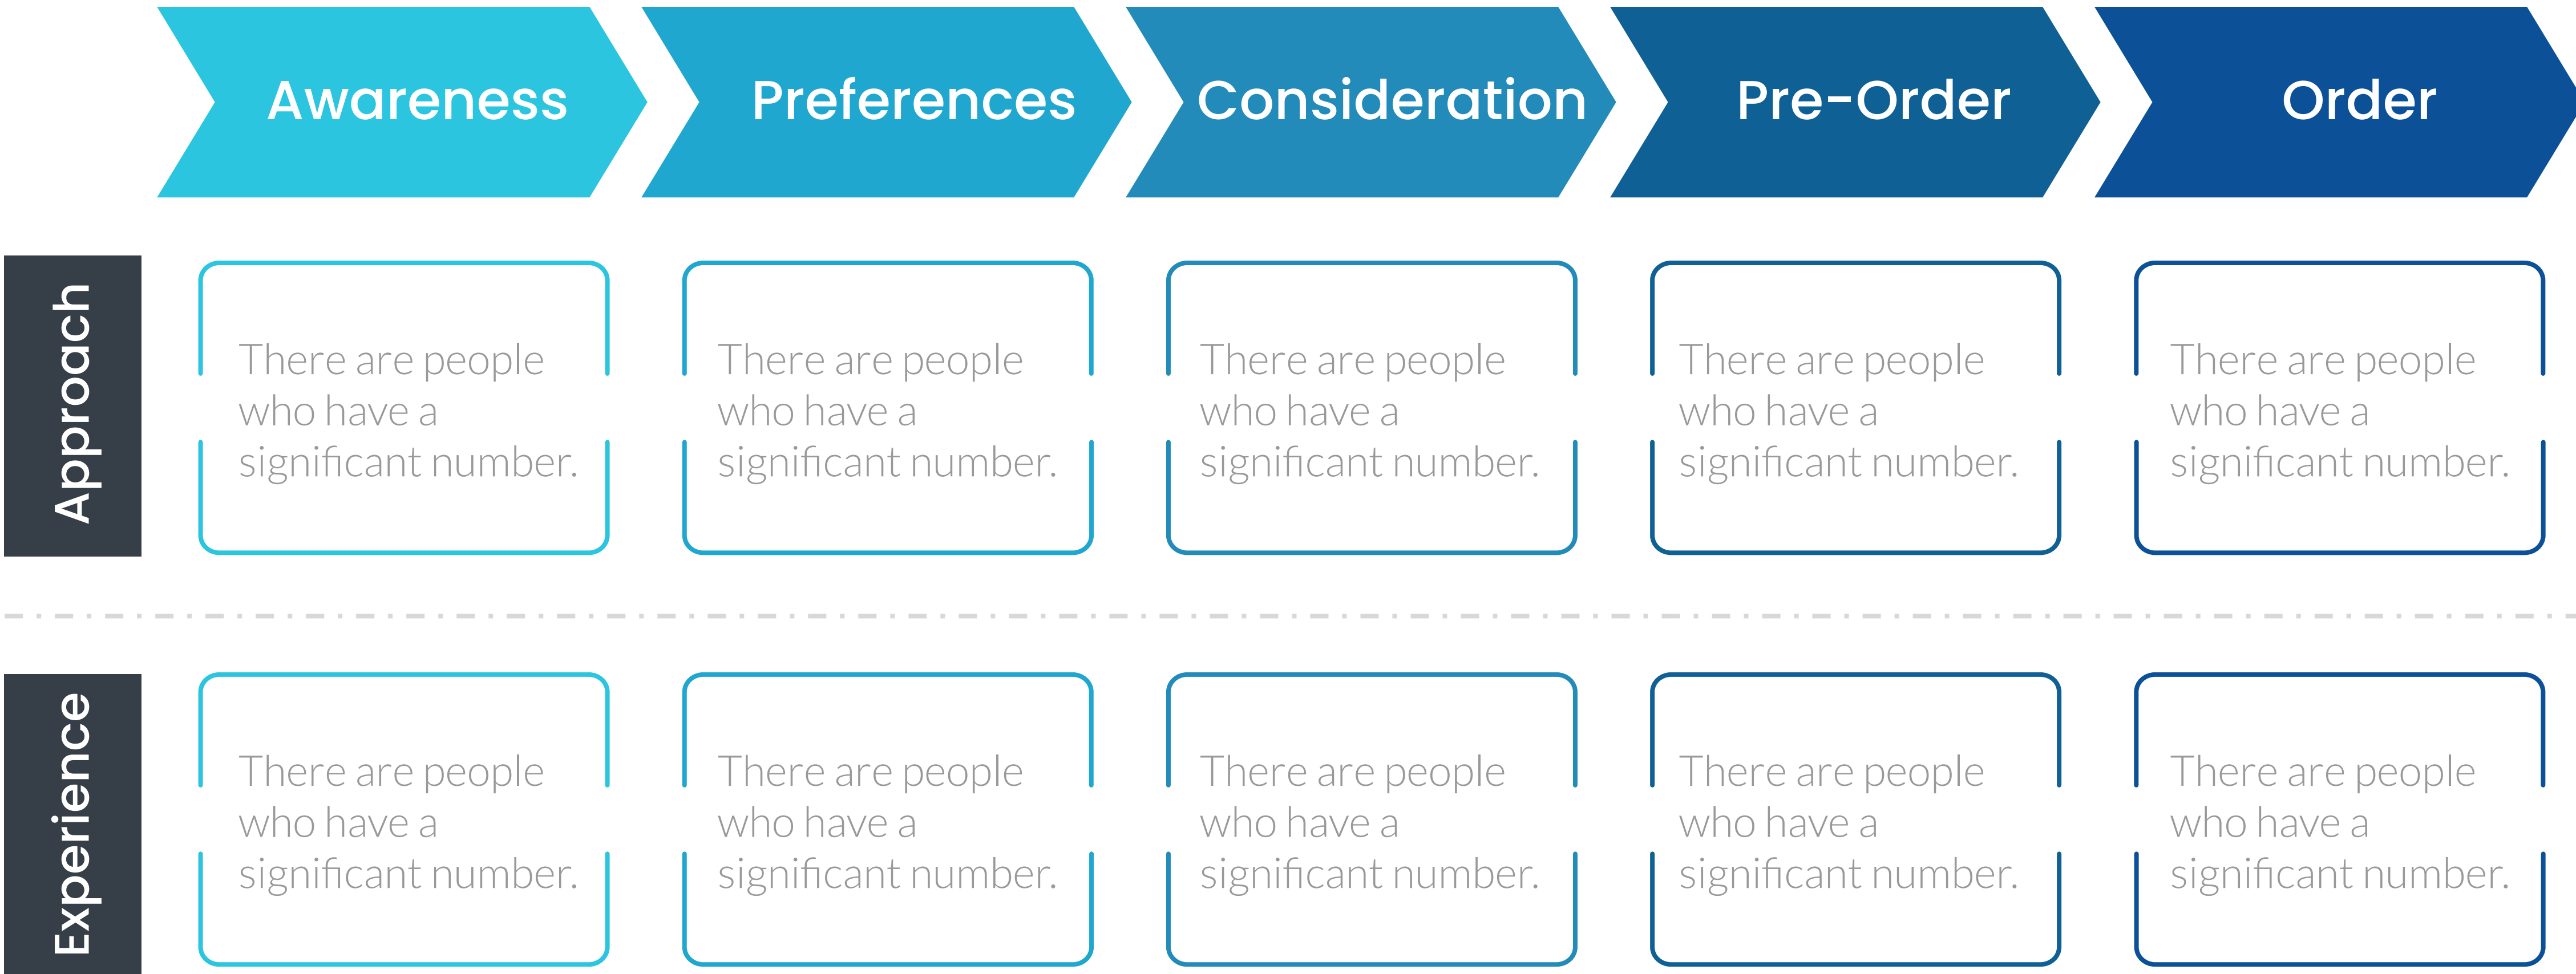 Awareness
Preferences
Consideration
Pre-Order
Order
Approach
There are people
who have a
significant number.
There are people
who have a
significant number.
There are people
who have a
significant number.
There are people
who have a
significant number.
There are people
who have a
significant number.
Experience
There are people
who have a
significant number.
There are people
who have a
significant number.
There are people
who have a
significant number.
There are people
who have a
significant number.
There are people
who have a
significant number.